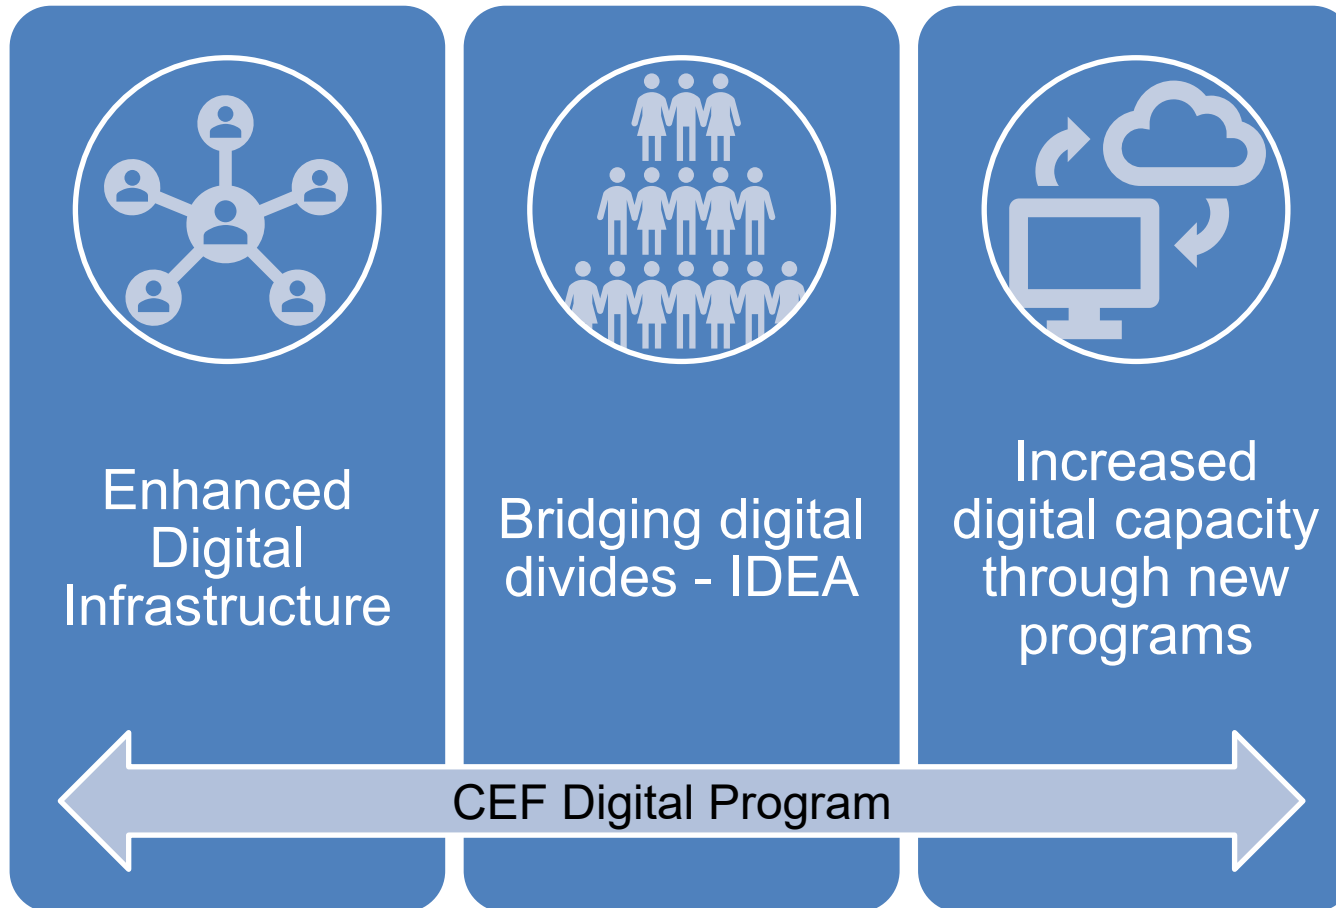 Enhanced
Digital
Infrastructure
Bridging digital
divides - IDEA
Increased
digital capacity
through new
programs
CEF Digital Program